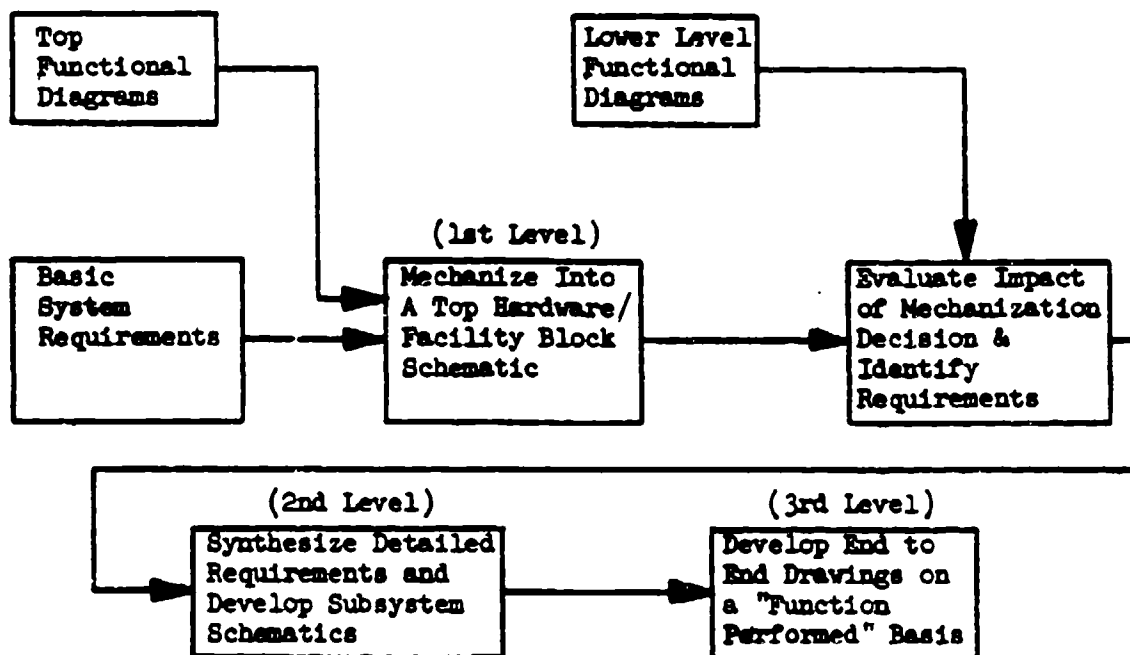 Top
Functional
Diagrams
Lower Level
Functional
Diagrams
(1st Level)
Basic
System
Requirements
Mechanize Into
A Top Hardware/
Facility Block
Schematic
Evaluate Impact
of Mechanization
Decision &
Identify
Requirements
(2nd Level)
Synthesize Detailed
Requirements and
Develop Subsystem
Schematics
(3rd Level)
Develop End to
End Drawings on
a "Function
Performed" Basis